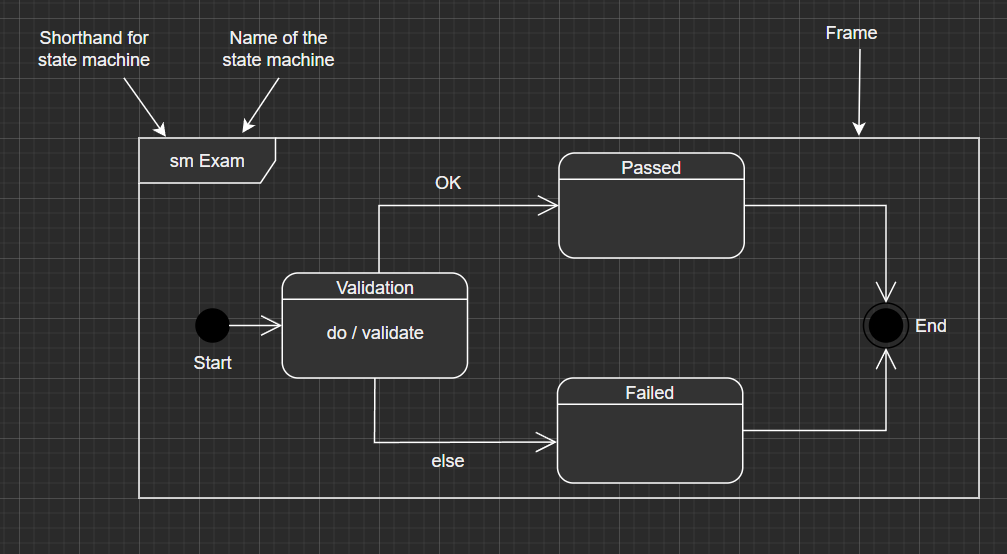 Shorthand for
state machine
Name of the
state machine
Frame
sm Exam
OK
Passed
Validation
do / validate
Start
End
Failed
else